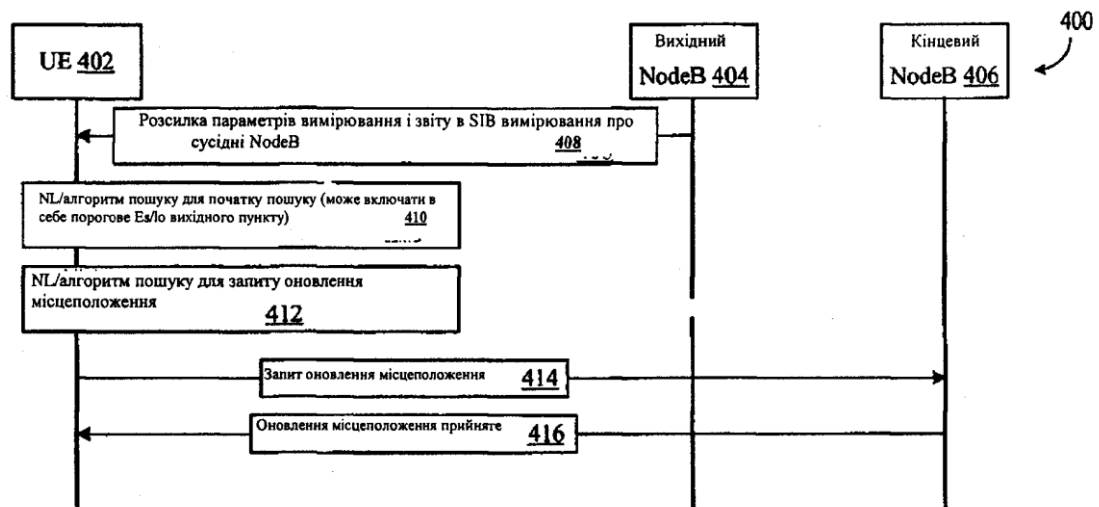 400
UE 402
Вихідний
NodeB 404
Кінцевий
NodeB 406
Розсилка параметрів вимірювання і звіту в SIB вимірювання про
сусідні NodeB 408
NL/алгоритм пошуку для початку пошуку (може включати в
себе порогове Es/Io вихідного пункту) 410
NL/алгоритм пошуку для запиту оновлення
місцеположення
412
Запит оновлення місцеположення 414
Оновлення місцеположення прийняте 416